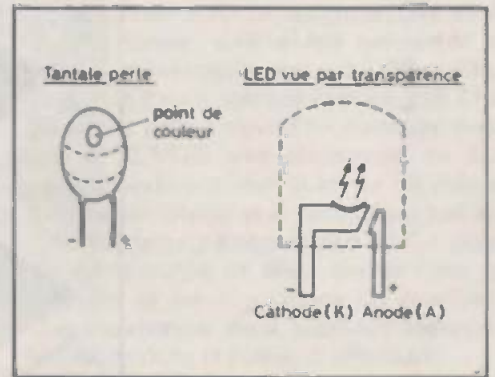 Tantale perle
point de
couleur
- +
LED vue par transparence
- +
Cathode(K) Anode(A)